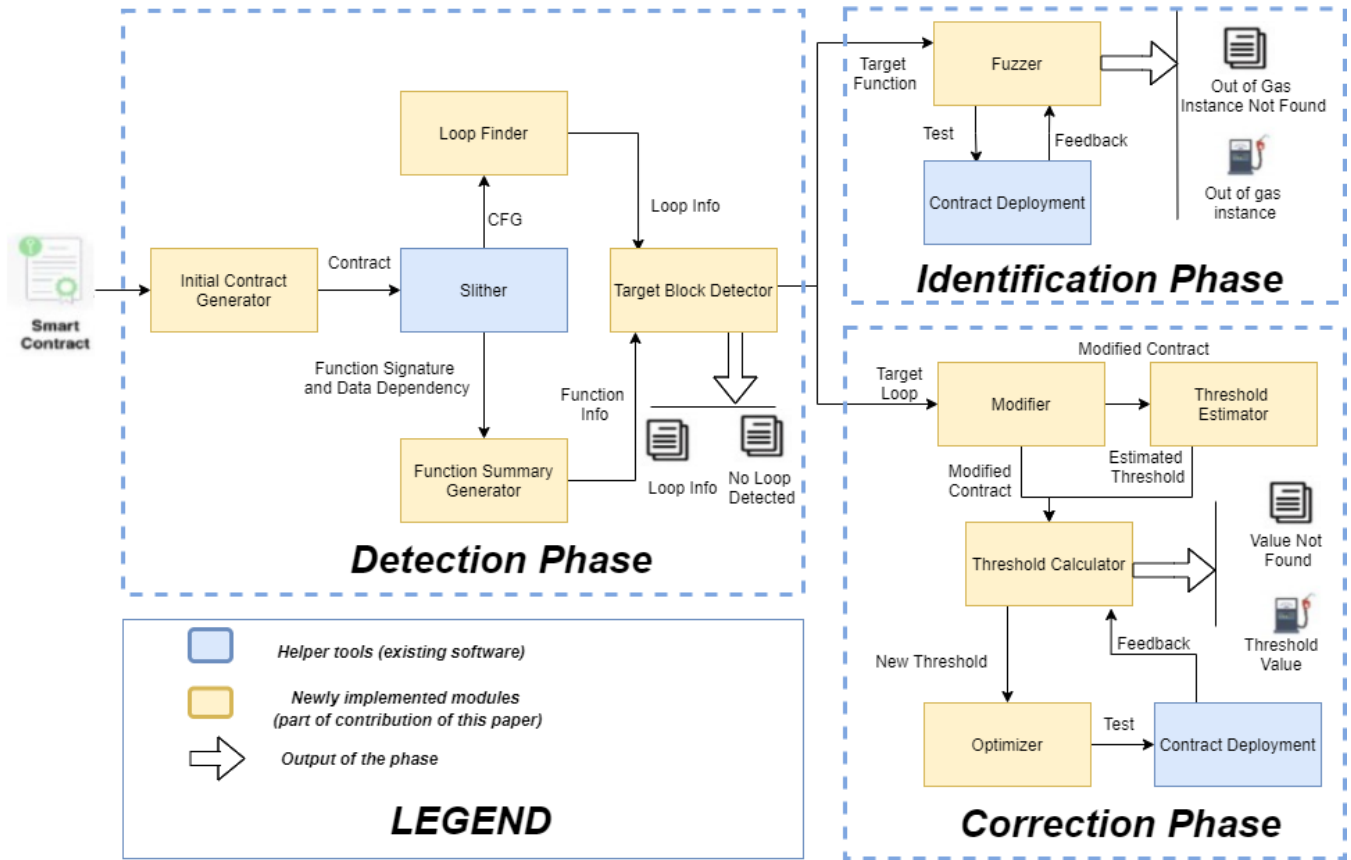 Smart
Contract
Initial Contract
Generator
Contract
Loop Finder
CFG
Slither
Function Signature
and Data Dependency
Function Summary
Generator
Loop Info
Function
Info
Target Block Detector
Loop Info
No Loop
Detected
Detection Phase
Target
Function
Fuzzer
Test
Feedback
Contract Deployment
Out of Gas
Instance Not Found
Out of gas
instance
Identification Phase
Target
Loop
Modifier
Modified Contract
Threshold
Estimator
Modified
Contract
Estimated
Threshold
Threshold Calculator
Value Not
Found
Threshold
Value
New Threshold
Feedback
Optimizer
Test
Contract Deployment
Correction Phase
Helper tools (existing software)
Newly implemented modules
(part of contribution of this paper)
Output of the phase
LEGEND